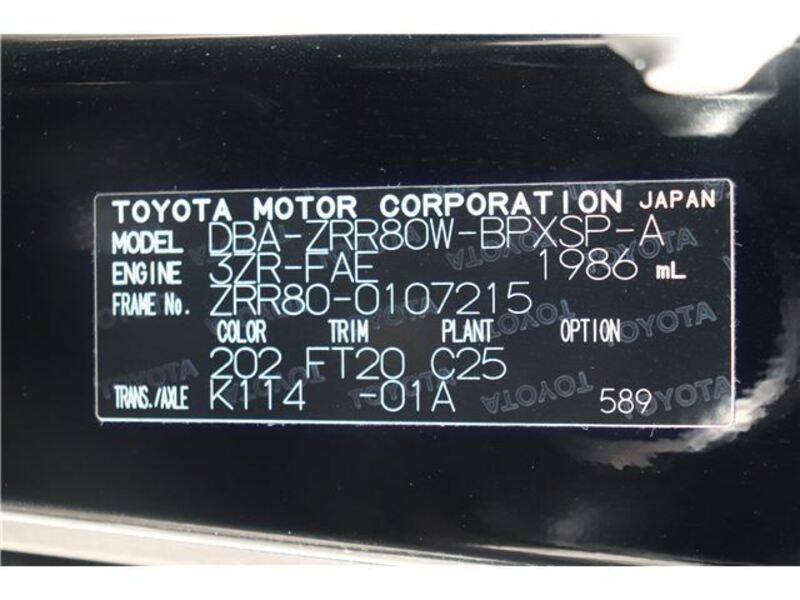 TOYOTA MOTOR CORPORATION JAPAN
MODEL DBA-ZRR80W-BPXSP-A
ENGINE 3ZR-FAE 1986 mL
FRAME No. ZRR80-0107215
COLOR TRIM PLANT OPTION
202 FT20 C25
TRANS./AXLE K114 -01A 589